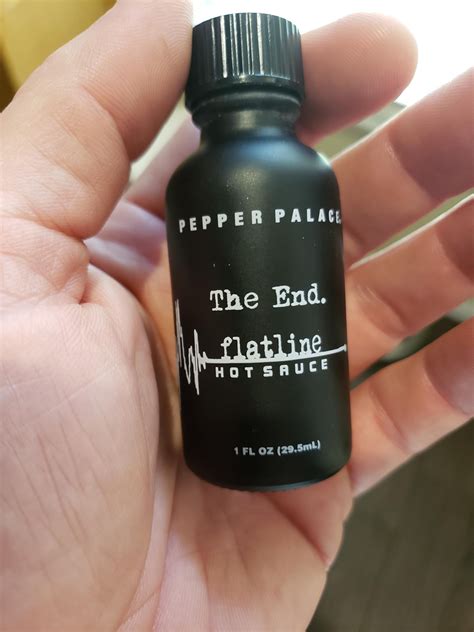 PEPPER PALACE
The End.
flatline
HOT SAUCE
1 FL OZ (29.5mL)